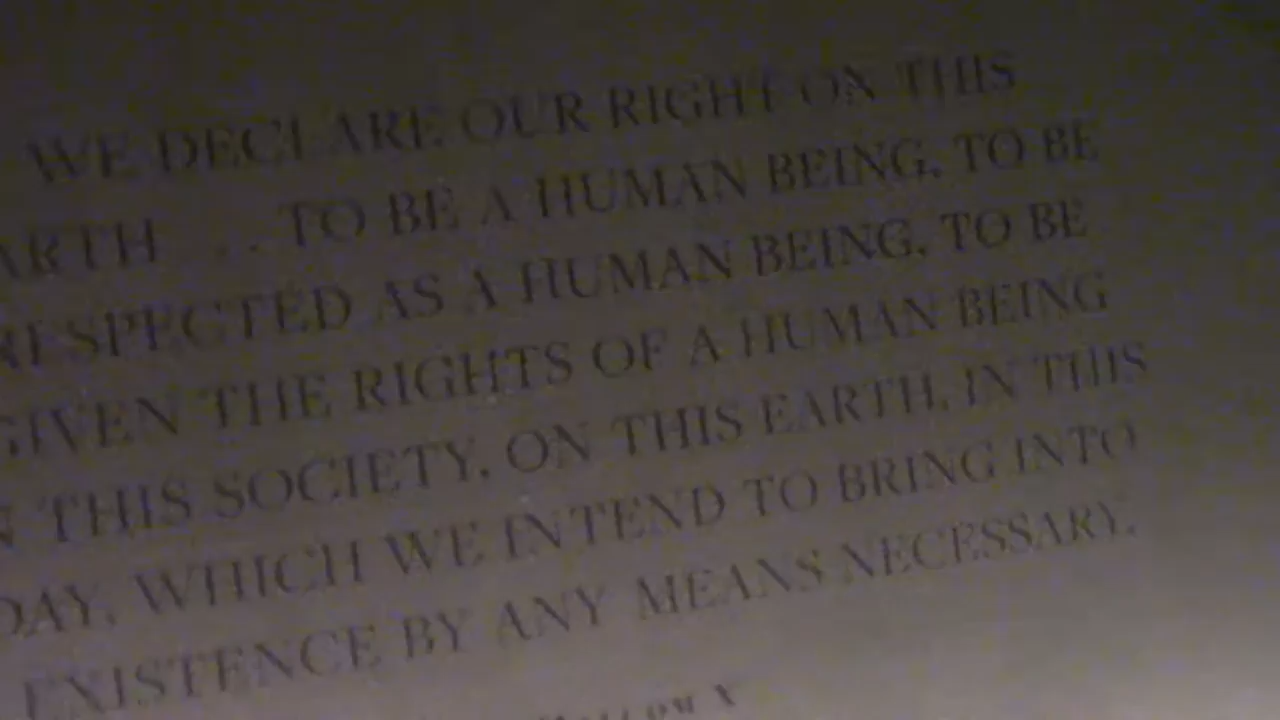 WE DECLARE OUR RIGHT ON THIS
ARTH . . . TO BE A HUMAN BEING, TO BE
RESPECTED AS A HUMAN BEING, TO BE
GIVEN THE RIGHTS OF A HUMAN BEING
N THIS SOCIETY, ON THIS EARTH, IN THIS
DAY, WHICH WE INTEND TO BRING INTO
EXISTENCE BY ANY MEANS NECESSARY.